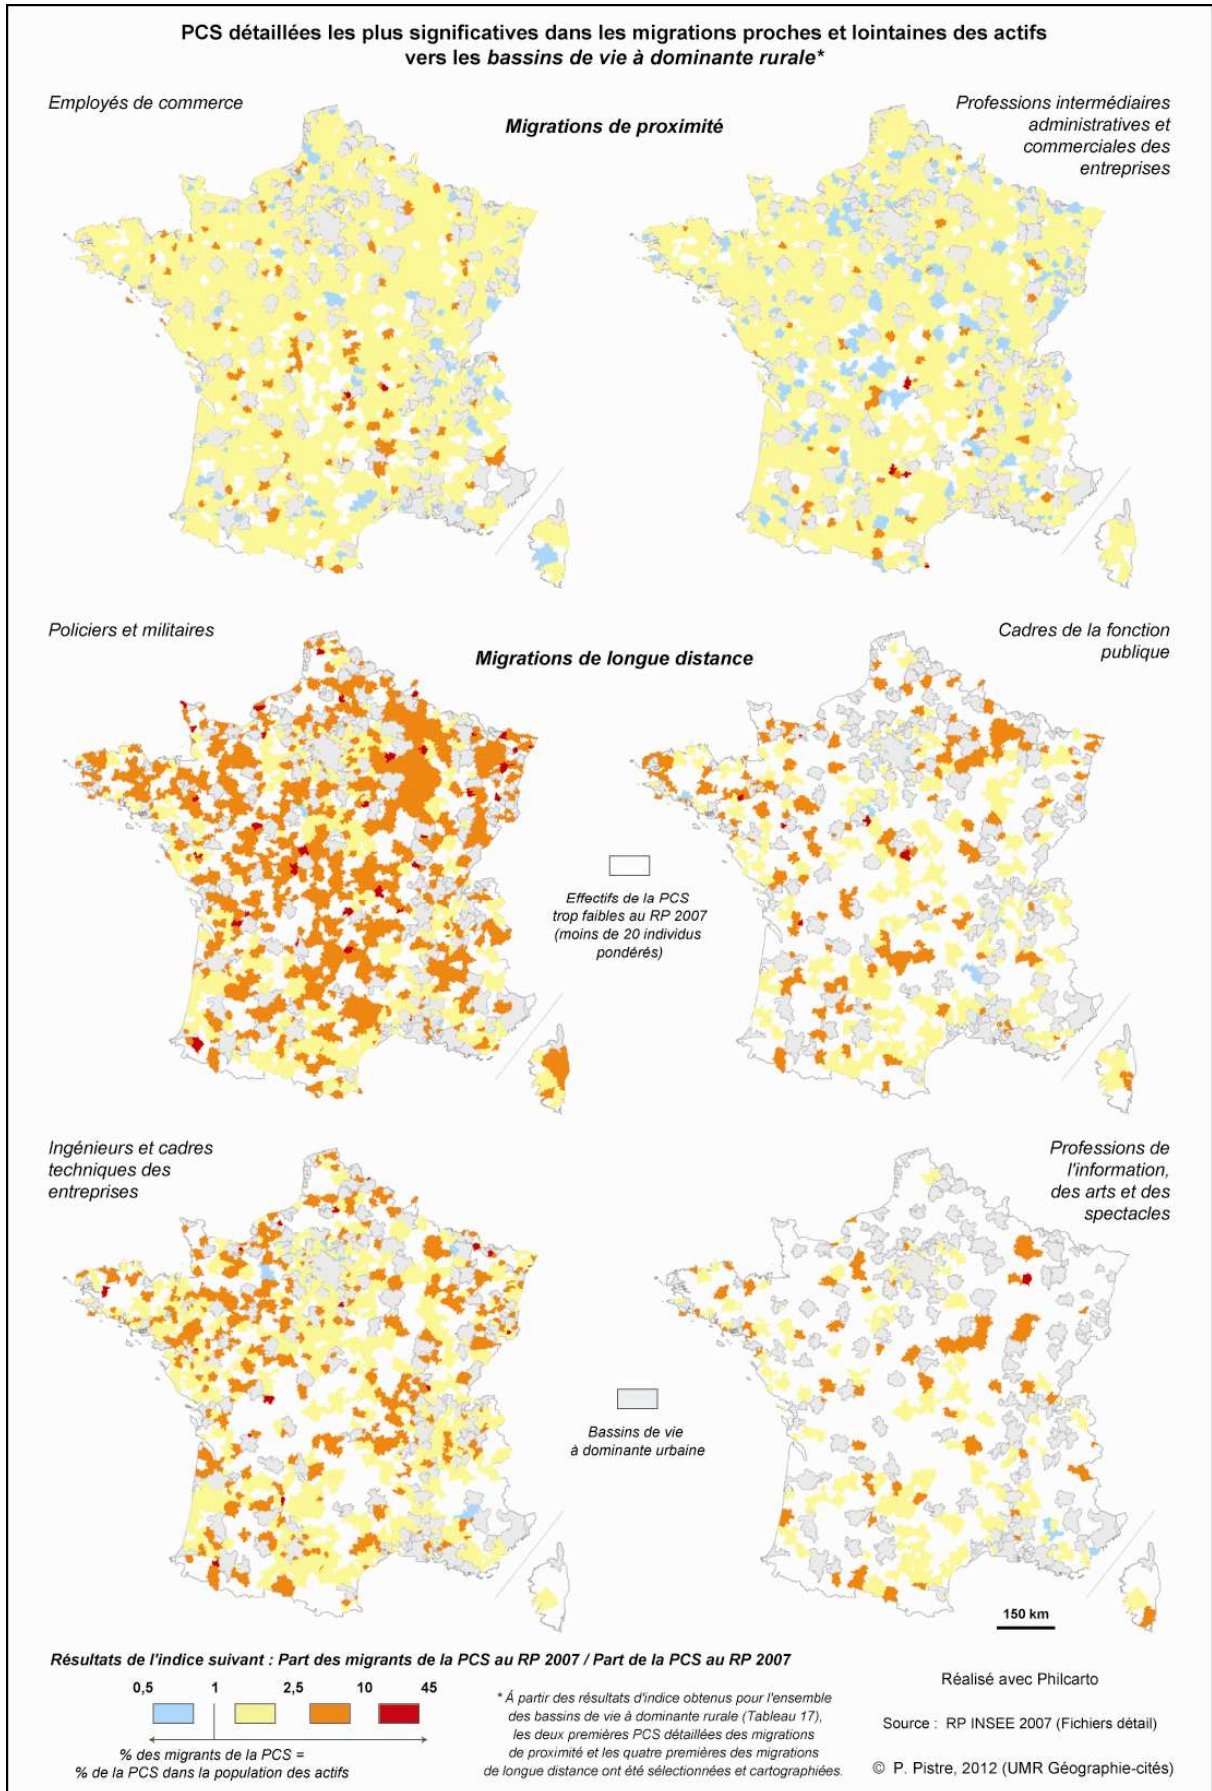 PCS détaillées les plus significatives dans les migrations proches et lointaines des actifs
vers les bassins de vie à dominante rurale*
Employés de commerce
Migrations de proximité
Professions intermédiaires
administratives et
commerciales des
entreprises
Policiers et militaires
Migrations de longue distance
Cadres de la fonction
publique
Effectifs de la PCS
trop faibles au RP 2007
(moins de 20 individus
pondérés)
Ingénieurs et cadres
techniques des
entreprises
Professions de
l'information,
des arts et des
spectacles
Bassins de vie
à dominante urbaine
150 km
Résultats de l'indice suivant : Part des migrants de la PCS au RP 2007 / Part de la PCS au RP 2007
0,5 1 2,5 10 45
% des migrants de la PCS =
% de la PCS dans la population des actifs
* Á partir des résultats d'indice obtenus pour l'ensemble
des bassins de vie à dominante rurale (Tableau 17),
les deux premières PCS détaillées des migrations
de proximité et les quatre premières des migrations
de longue distance ont été sélectionnées et cartographiées.
Réalisé avec Philcarto
Source : RP INSEE 2007 (Fichiers détail)
© P. Pistre, 2012 (UMR Géographie-cités)